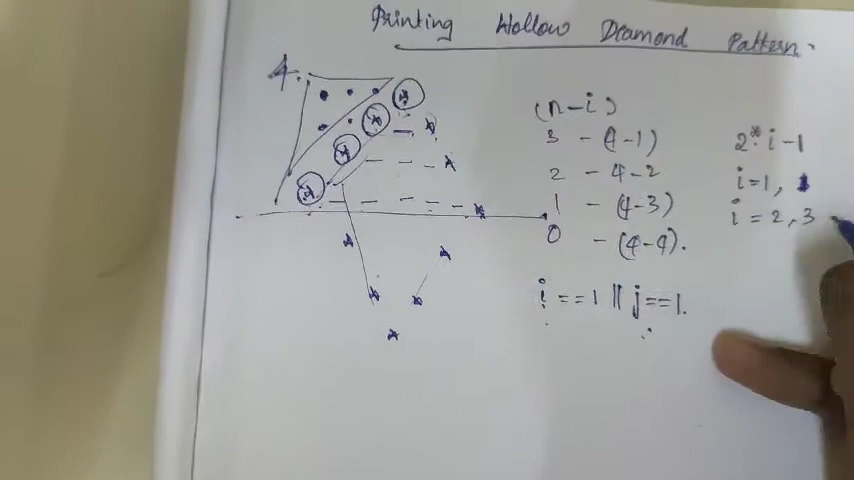 Printing Hollow Diamond Pattern.
4.
(n-i)
3 - (4-1)
2 - 4-2
1 - (4-3)
0 - (4-4).
i == 1 || j == 1.
2*i-1
i=1, 1
i = 2, 3